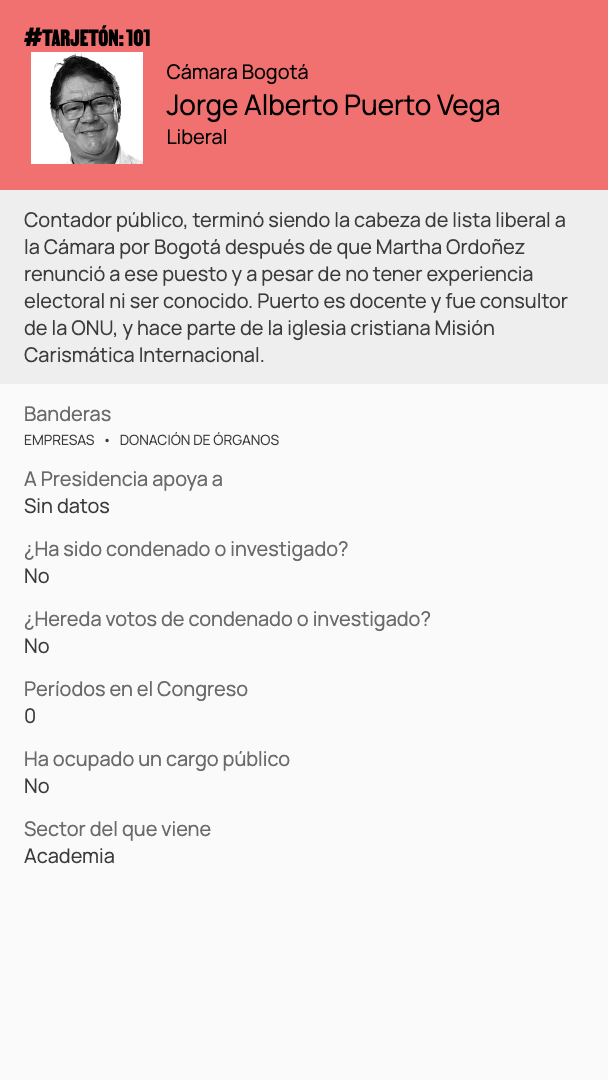 #TARJETÓN: 101
Cámara Bogotá
Jorge Alberto Puerto Vega
Liberal
Contador público, terminó siendo la cabeza de lista liberal a
la Cámara por Bogotá después de que Martha Ordoñez
renunció a ese puesto y a pesar de no tener experiencia
electoral ni ser conocido. Puerto es docente y fue consultor
de la ONU, y hace parte de la iglesia cristiana Misión
Carismática Internacional.
Banderas
EMPRESAS • DONACIÓN DE ÓRGANOS
A Presidencia apoya a
Sin datos
¿Ha sido condenado o investigado?
No
¿Hereda votos de condenado o investigado?
No
Períodos en el Congreso
0
Ha ocupado un cargo público
No
Sector del que viene
Academia